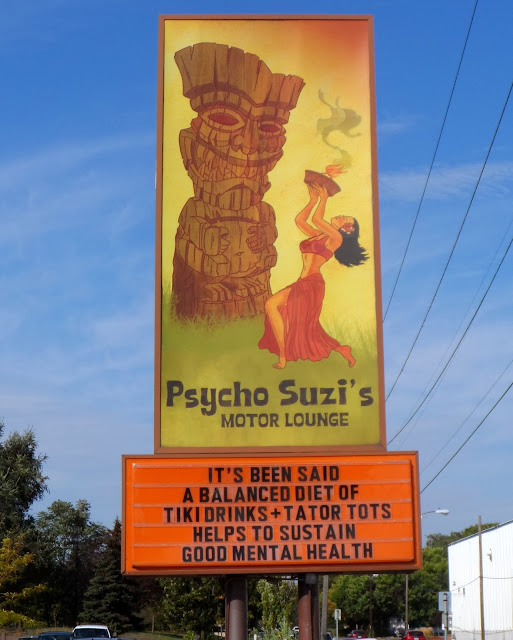 Psycho Suzi's
MOTOR LOUNGE
IT'S BEEN SAID
A BALANCED DIET OF
TIKI DRINKS+TATOR TOTS
HELPS TO SUSTAIN
GOOD MENTAL HEALTH